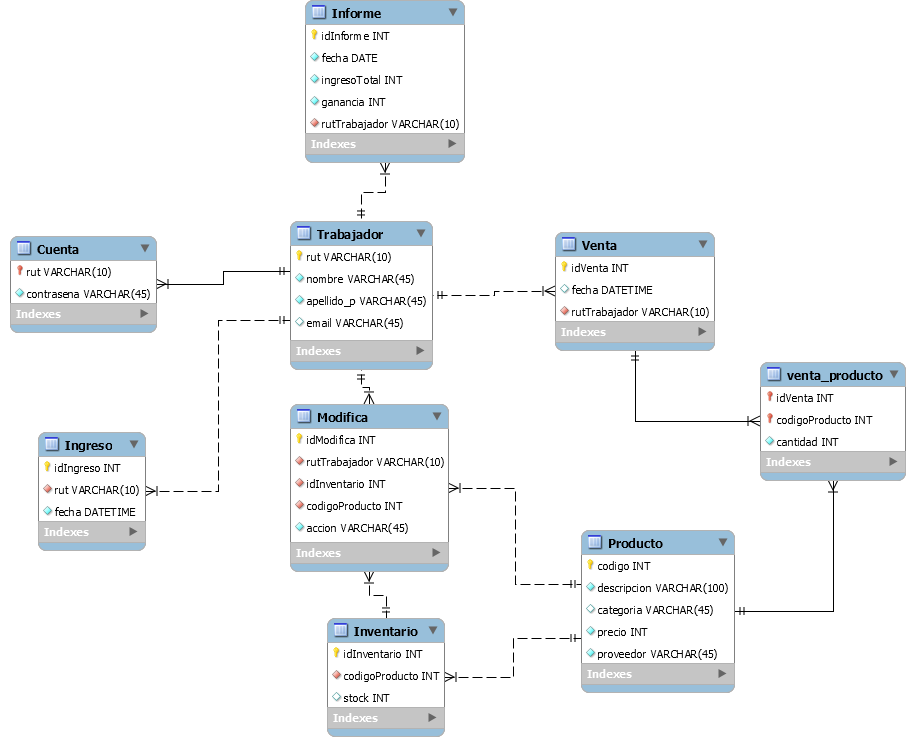 Informe
idInforme INT
fecha DATE
ingresoTotal INT
ganancia INT
rutTrabajador VARCHAR(10)
Indexes
Cuenta
rut VARCHAR(10)
contrasena VARCHAR(45)
Indexes
Trabajador
rut VARCHAR(10)
nombre VARCHAR(45)
apellido_p VARCHAR(45)
email VARCHAR(45)
Indexes
Venta
idVenta INT
fecha DATETIME
rutTrabajador VARCHAR(10)
Indexes
venta_producto
idVenta INT
codigoProducto INT
cantidad INT
Indexes
Ingreso
idIngreso INT
rut VARCHAR(10)
fecha DATETIME
Indexes
Modifica
idModifica INT
rutTrabajador VARCHAR(10)
idInventario INT
codigoProducto INT
accion VARCHAR(45)
Indexes
Producto
codigo INT
descripcion VARCHAR(100)
categoria VARCHAR(45)
precio INT
proveedor VARCHAR(45)
Indexes
Inventario
idInventario INT
codigoProducto INT
stock INT
Indexes